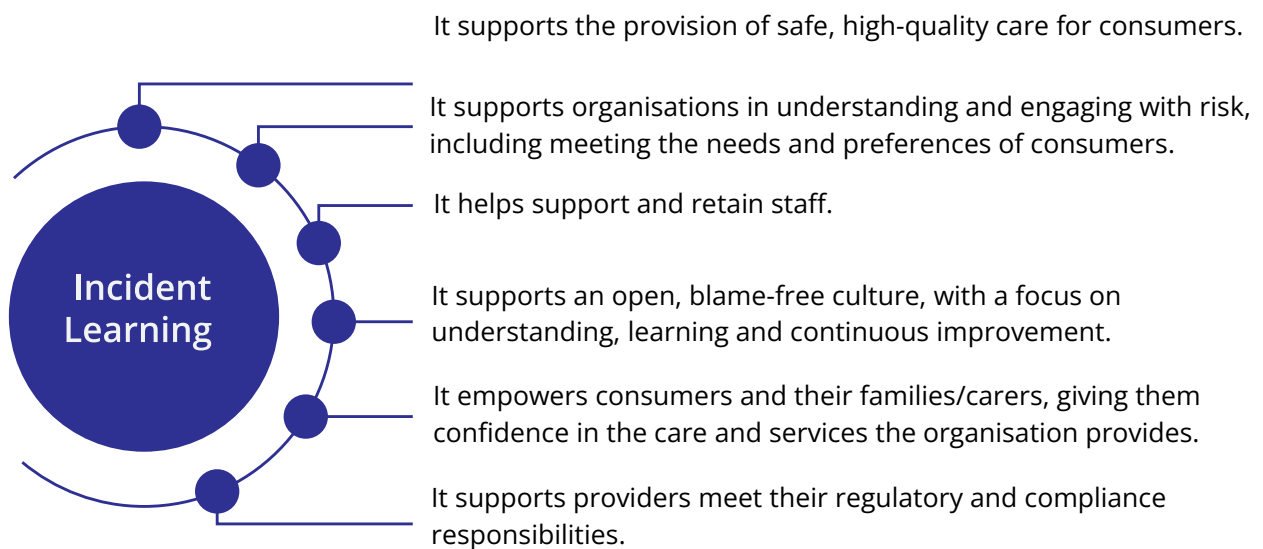 Incident
Learning
It supports the provision of safe, high-quality care for consumers.
It supports organisations in understanding and engaging with risk,
including meeting the needs and preferences of consumers.
It helps support and retain staff.
It supports an open, blame-free culture, with a focus on
understanding, learning and continuous improvement.
It empowers consumers and their families/carers, giving them
confidence in the care and services the organisation provides.
It supports providers meet their regulatory and compliance
responsibilities.